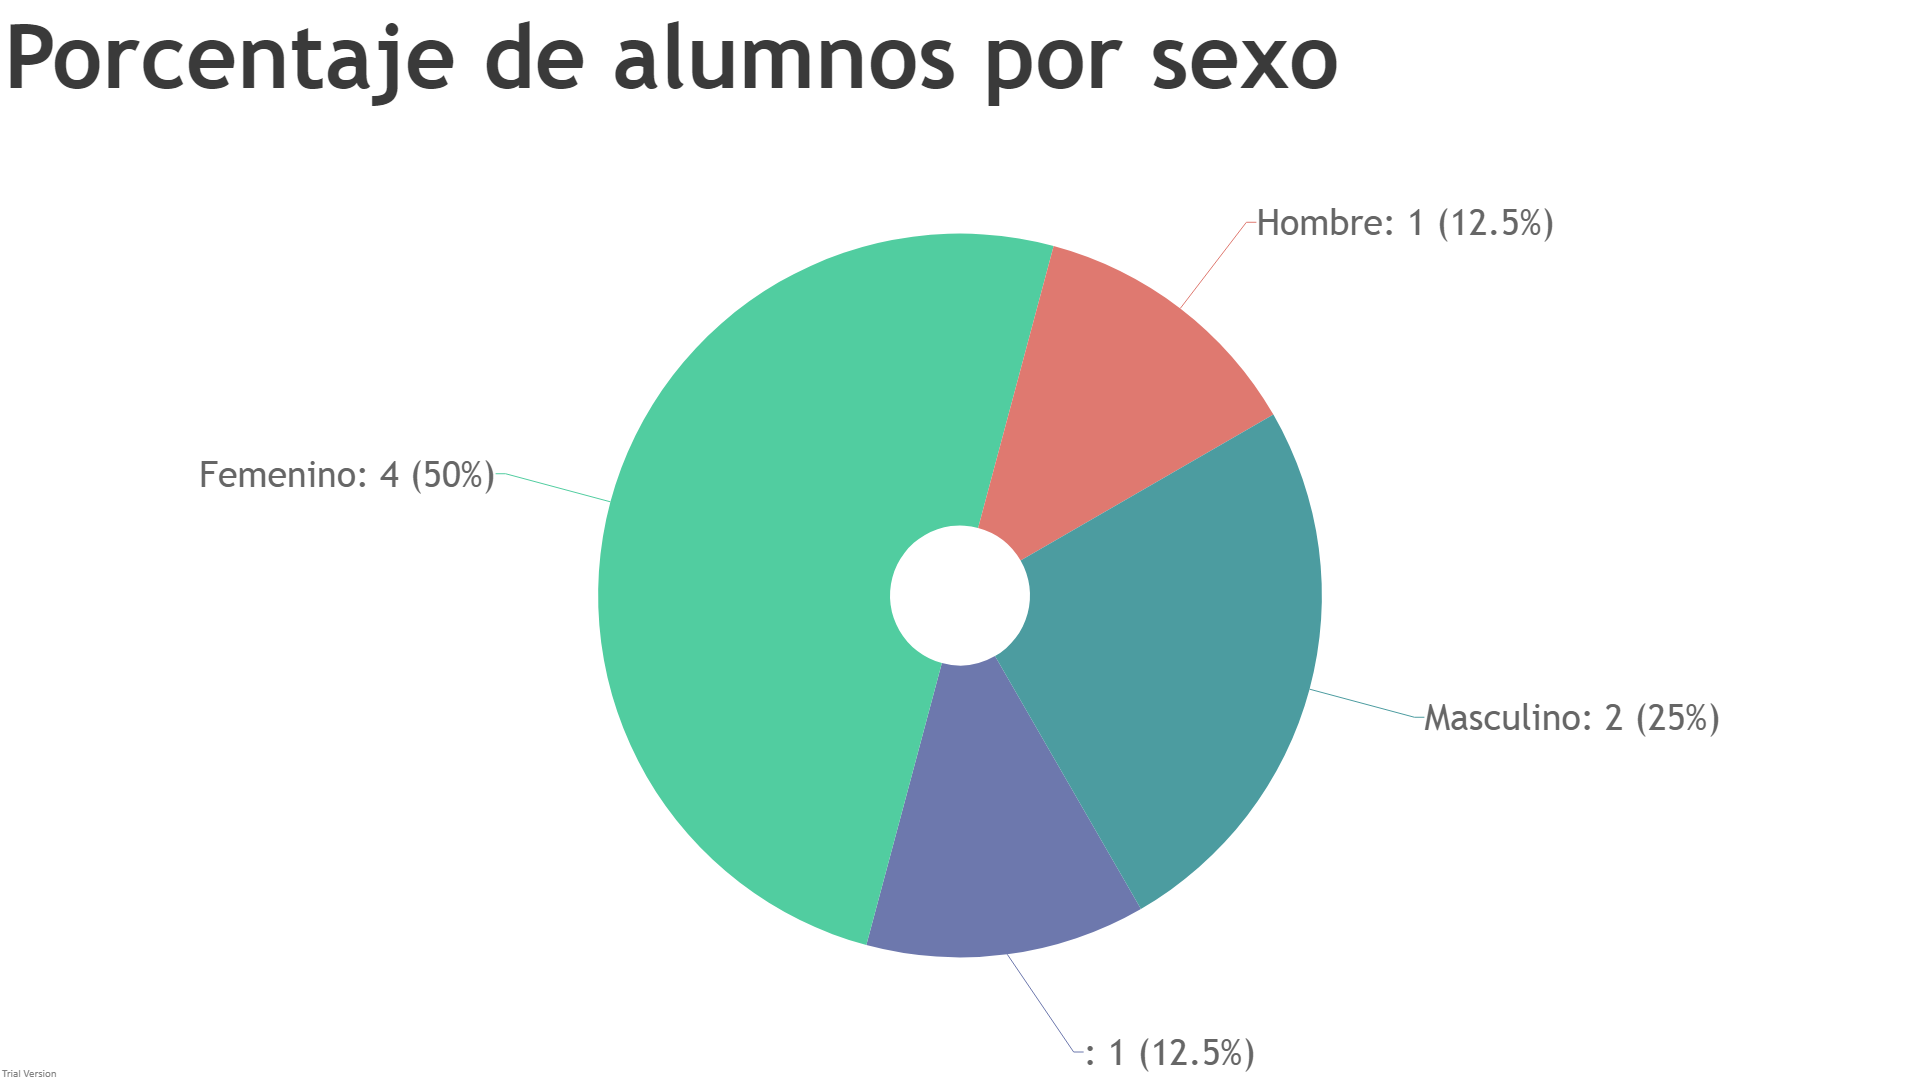 Porcentaje de alumnos por sexo
Hombre: 1 (12.5%)
Femenino: 4 (50%)
Masculino: 2 (25%)
: 1 (12.5%)
Trial Version